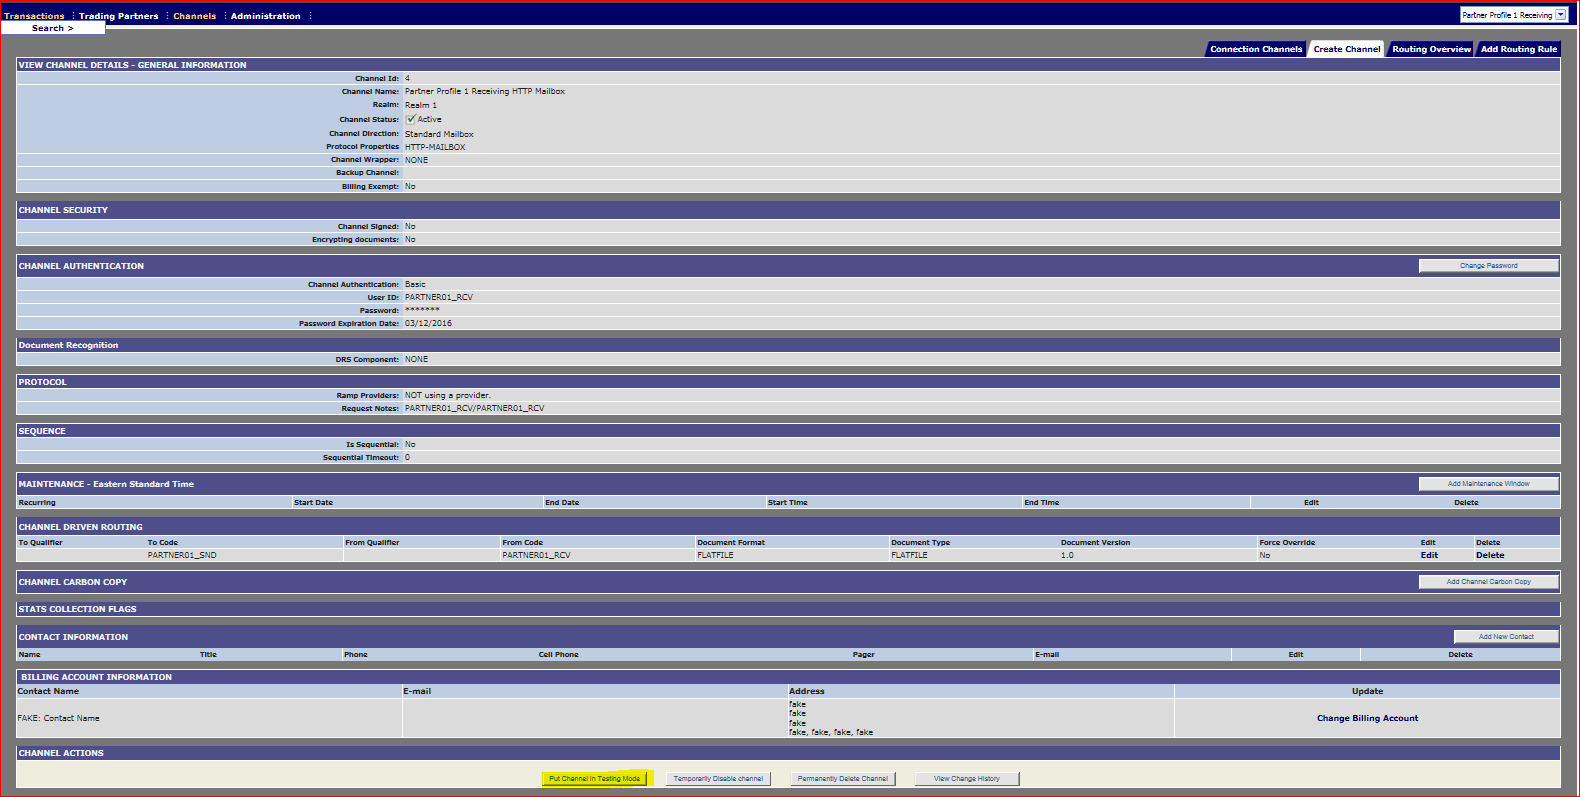 Transactions Trading Partners Channels Administration Partner Profile 1 Receiving
Search >
Connection Channels Create Channel Routing Overview Add Routing Rule
VIEW CHANNEL DETAILS - GENERAL INFORMATION
Channel Id: 4
Channel Name: Partner Profile 1 Receiving HTTP Mailbox
Realm: Realm 1
Channel Status: Active
Channel Direction: Standard Mailbox
Protocol Properties HTTP-MAILBOX
Channel Wrapper: NONE
Backup Channel:
Billing Exempt: No
CHANNEL SECURITY
Channel Signed: No
Encrypting documents: No
CHANNEL AUTHENTICATION Change Password
Channel Authentication: Basic
User ID: PARTNER01_RCV
Password: *******
Password Expiration Date: 03/12/2016
Document Recognition
DRS Component: NONE
PROTOCOL
Ramp Providers: NOT using a provider.
Request Notes: PARTNER01_RCV/PARTNER01_RCV
SEQUENCE
Is Sequential: No
Sequential Timeout: 0
MAINTENANCE - Eastern Standard Time Add Maintenance Window
Recurring Start Date End Date Start Time End Time Edit Delete
CHANNEL DRIVEN ROUTING
To Qualifier To Code From Qualifier From Code Document Format Document Type Document Version Force Override Edit Delete
PARTNER01_SND PARTNER01_RCV FLATFILE FLATFILE 1.0 No Edit Delete
CHANNEL CARBON COPY Add Channel Carbon Copy
STATS COLLECTION FLAGS
CONTACT INFORMATION Add New Contact
Name Title Phone Cell Phone Pager E-mail Edit Delete
BILLING ACCOUNT INFORMATION
Contact Name E-mail Address Update
fake
fake
FAKE: Contact Name Change Billing Account
fake
fake, fake, fake, fake
CHANNEL ACTIONS
Put Channel in Testing Mode Temporarily Disable channel Permanently Delete Channel View Change History